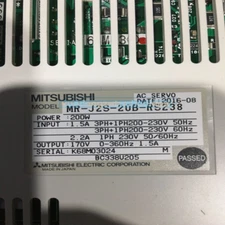 MITSUBISHI
AC SERVO
DATE:2016-08
MODEL MR-J2S-20B-RS238
POWER :200W
INPUT :1.5A 3PH+1PH200-230V 50Hz
3PH+1PH200-230V 60Hz
2.2A 1PH 230V 50/60Hz
OUTPUT:170V 0-360Hz 1.5A
SERIAL:K68M03024 M
BC338U205
MITSUBISHI ELECTRIC CORPORATION
PASSED